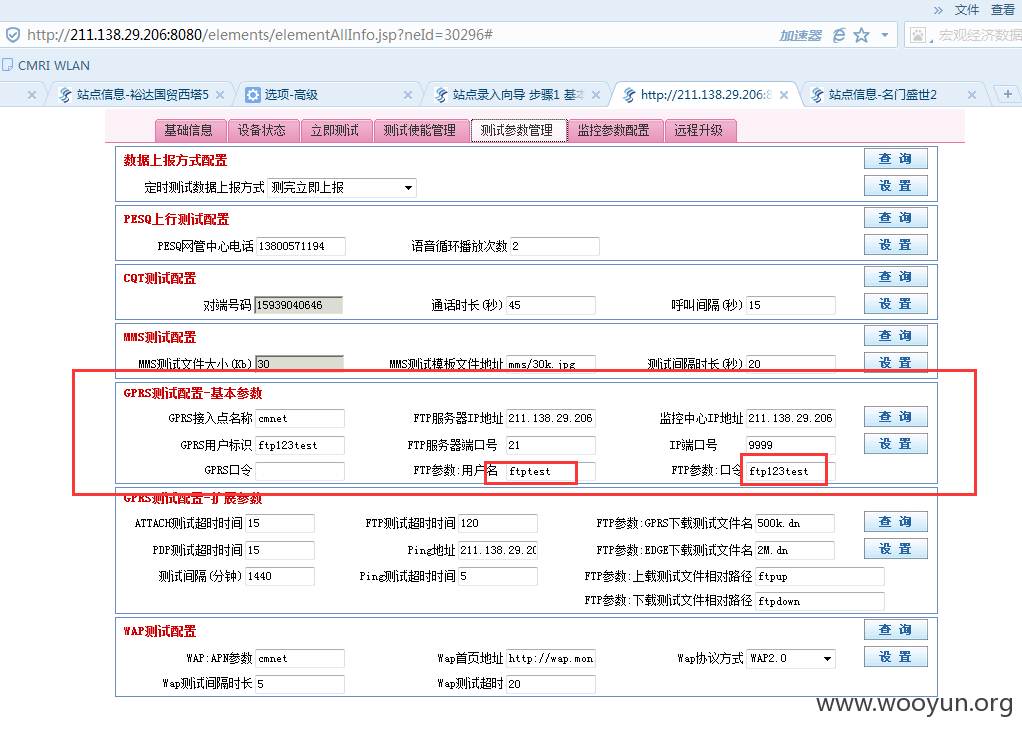 » 文件 查看
http://211.138.29.206:8080/elements/elementAllInfo.jsp?neId=30296# 加速器 宏观经济数据
CMRI WLAN
站点信息-裕达国贸西塔5 选项-高级 站点录入向导 步骤1 基本 http://211.138.29.206:8 站点信息-名门盛世2
基础信息 设备状态 立即测试 测试使能管理 测试参数管理 监控参数配置 远程升级
数据上报方式配置 查 询
定时测试数据上报方式 测完立即上报 设 置
PESQ上行测试配置 查 询
PESQ网管中心电话 13800571194 语音循环播放次数 2 设 置
CQT测试配置 查 询
对端号码 15939040646 通话时长(秒) 45 呼叫间隔(秒) 15 设 置
MMS测试配置 查 询
MMS测试文件大小(Kb) 30 MMS测试模板文件地址 mms/30k.jpg 测试间隔时长(秒) 20 设 置
GPRS测试配置-基本参数
GPRS接入点名称 cmnet FTP服务器IP地址 211.138.29.206 监控中心IP地址 211.138.29.206 查 询
GPRS用户标识 ftp123test FTP服务器端口号 21 IP端口号 9999 设 置
GPRS口令 FTP参数:用户名 ftptest FTP参数:口令 ftp123test
GPRS测试配置-扩展参数
ATTACH测试超时时间 15 FTP测试超时时间 120 FTP参数:GPRS下载测试文件名 500k.dn 查 询
PDP测试超时时间 15 Ping地址 211.138.29.20 FTP参数:EDGE下载测试文件名 2M.dn 设 置
测试间隔(分钟) 1440 Ping测试超时时间 5 FTP参数:上载测试文件相对路径 ftpup
FTP参数:下载测试文件相对路径 ftpdown
WAP测试配置 查 询
WAP:APN参数 cmnet Wap首页地址 http://wap.mon Wap协议方式 WAP2.0 设 置
Wap测试间隔时长 5 Wap测试超时 20
www.wooyun.org